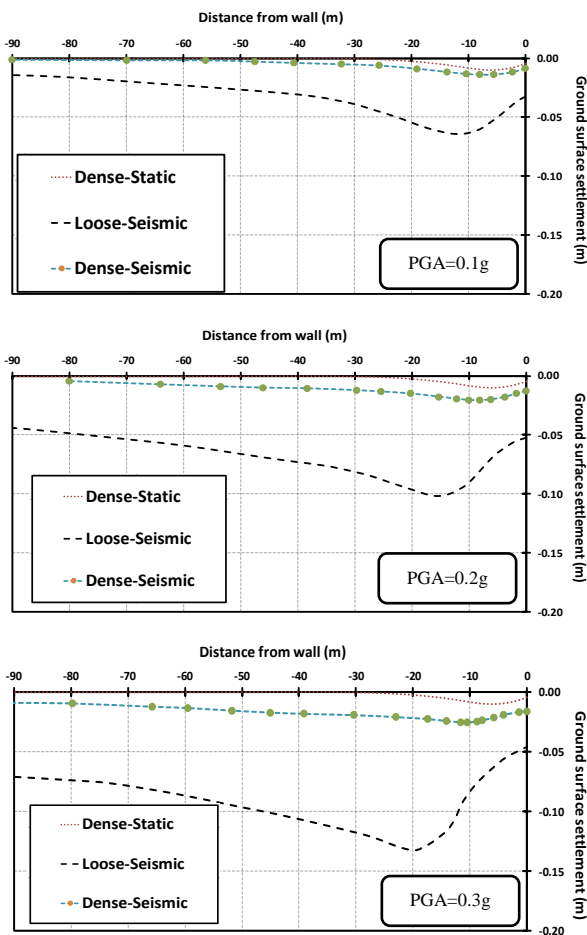 Distance from wall (m)
-90 -80 -70 -60 -50 -40 -30 -20 -10 0
0.00
-0.05
-0.10
-0.15
-0.20
Ground surface settlement (m)
Dense-Static
Loose-Seismic
Dense-Seismic
PGA=0.1g
Distance from wall (m)
-90 -80 -70 -60 -50 -40 -30 -20 -10 0
0.00
-0.05
-0.10
-0.15
-0.20
Ground surface settlement (m)
Dense-Static
Loose-Seismic
Dense-Seismic
PGA=0.2g
Distance from wall (m)
-90 -80 -70 -60 -50 -40 -30 -20 -10 0
0.00
-0.05
-0.10
-0.15
-0.20
Ground surface settlement (m)
Dense-Static
Loose-Seismic
Dense-Seismic
PGA=0.3g